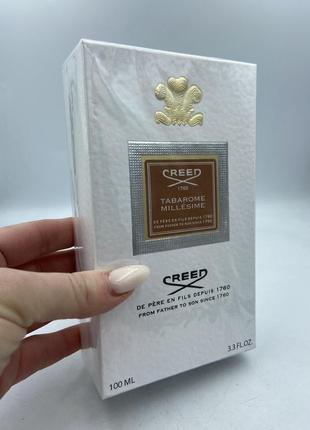 CREED
1760
TABAROME
MILLÉSIME
DE PÈRE EN FILS DEPUIS 1760
FROM FATHER TO SON SINCE 1760
CREED
DE PÈRE EN FILS DEPUIS 1760
FROM FATHER TO SON SINCE 1760
100 ML
3.3 FL.OZ.